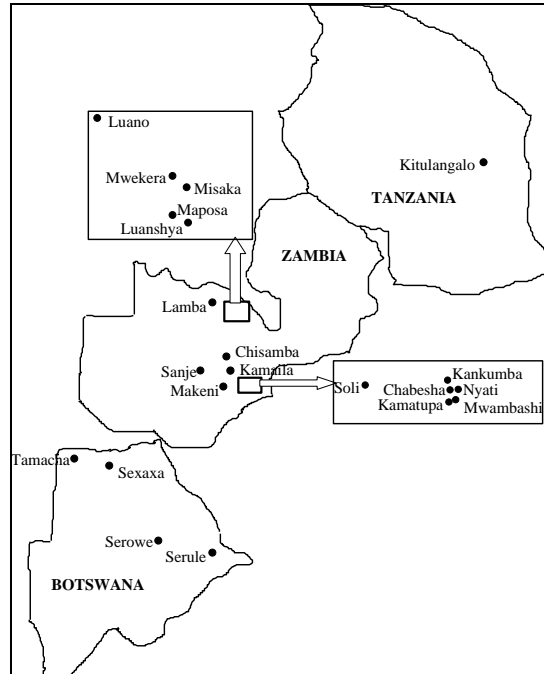 Luano
Mwekera
Misaka
Maposa
Luanshya
Kitulangalo
TANZANIA
ZAMBIA
Lamba
Chisamba
Sanje
Kamaila
Makeni
Soli
Kankumba
Chabesha
Nyati
Kamatupa
Mwambashi
Tamacha
Sexaxa
Serowe
Serule
BOTSWANA